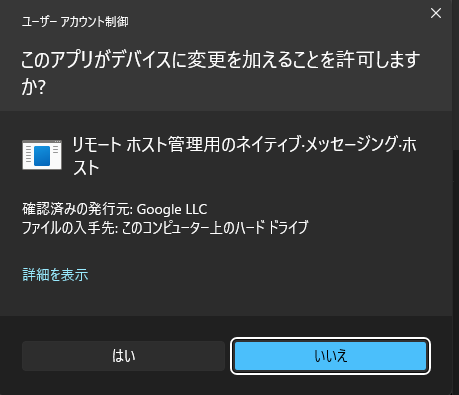 ユーザー アカウント制御
このアプリがデバイスに変更を加えることを許可します
か?
リモート ホスト管理用のネイティブ・メッセージング・ホ
スト
確認済みの発行元: Google LLC
ファイルの入手先: このコンピューター上のハード ドライブ
詳細を表示
はい
いいえ